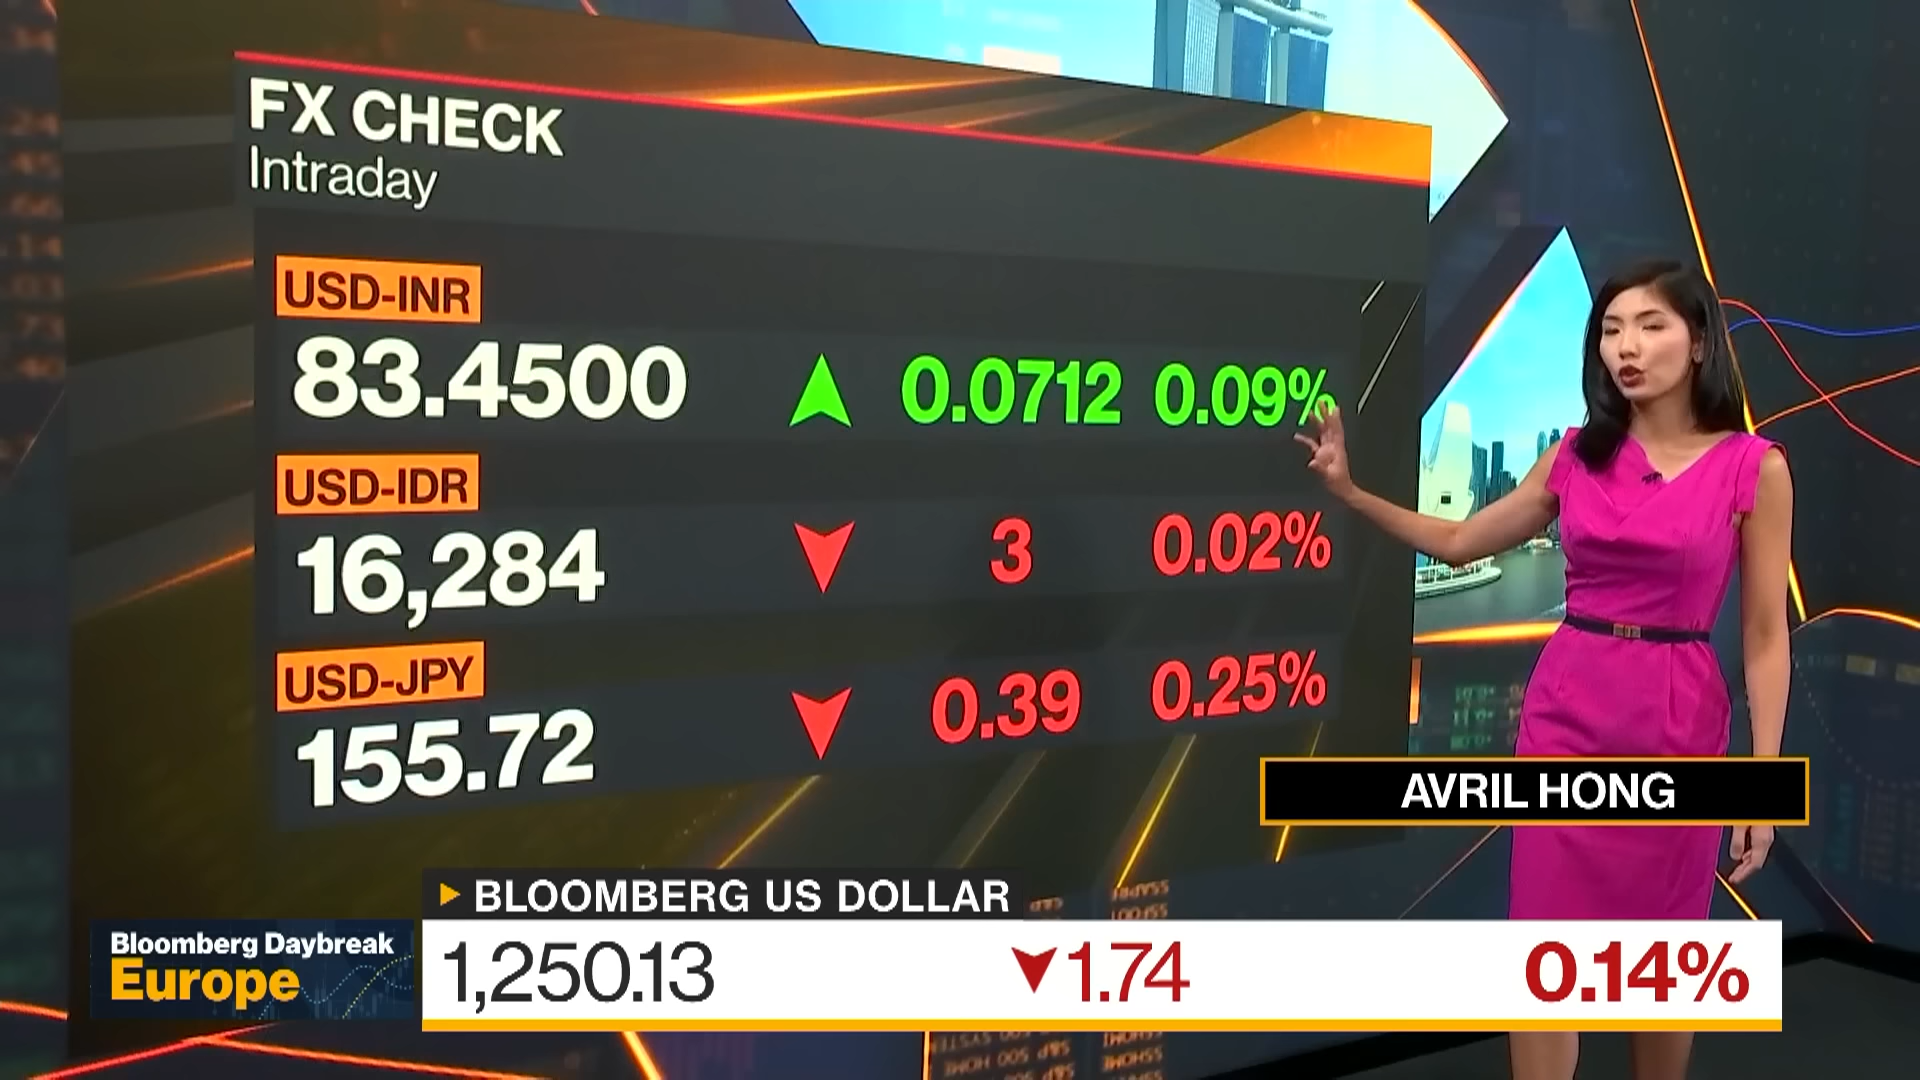 FX CHECK
Intraday
USD-INR
83.4500 ▲ 0.0712 0.09%
USD-IDR
16,284 ▼ 3 0.02%
USD-JPY
155.72 ▼ 0.39 0.25%
AVRIL HONG
▶ BLOOMBERG US DOLLAR
Bloomberg Daybreak
Europe
1,250.13 ▼1.74 0.14%